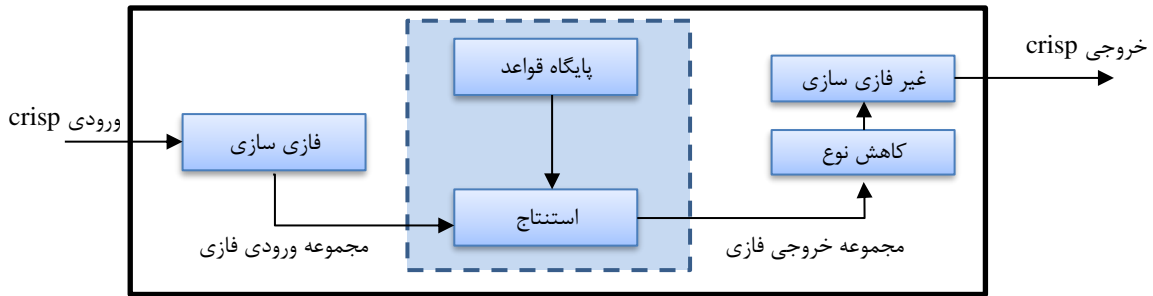 خروجی crisp
پایگاه قواعد
غیر فازی سازی
ورودی crisp
فازی سازی
کاهش نوع
استنتاج
مجموعه ورودی فازی
مجموعه خروجی فازی